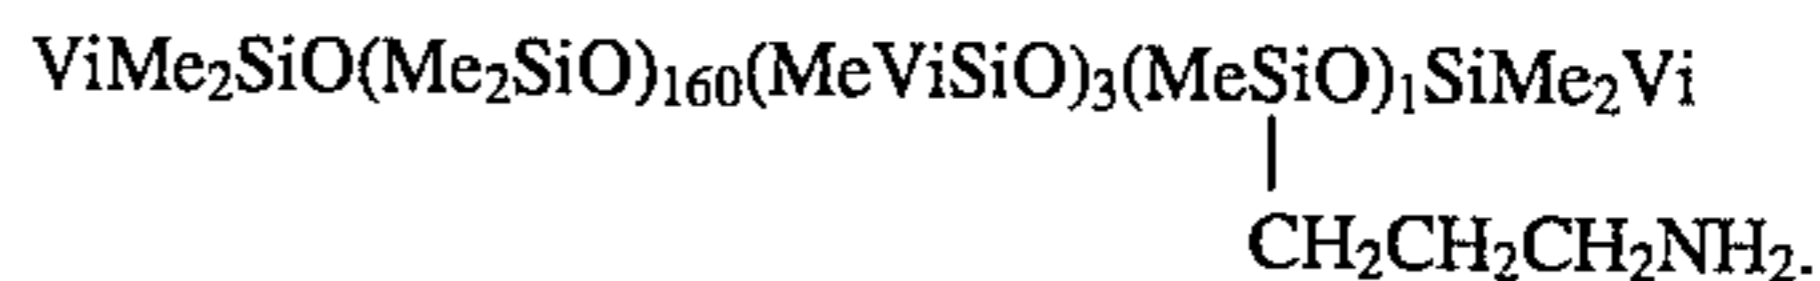 ViMe₂SiO(Me₂SiO)₁₆₀(MeViSiO)₃(MeSiO)₁SiMe₂Vi
CH₂CH₂CH₂NH₂.